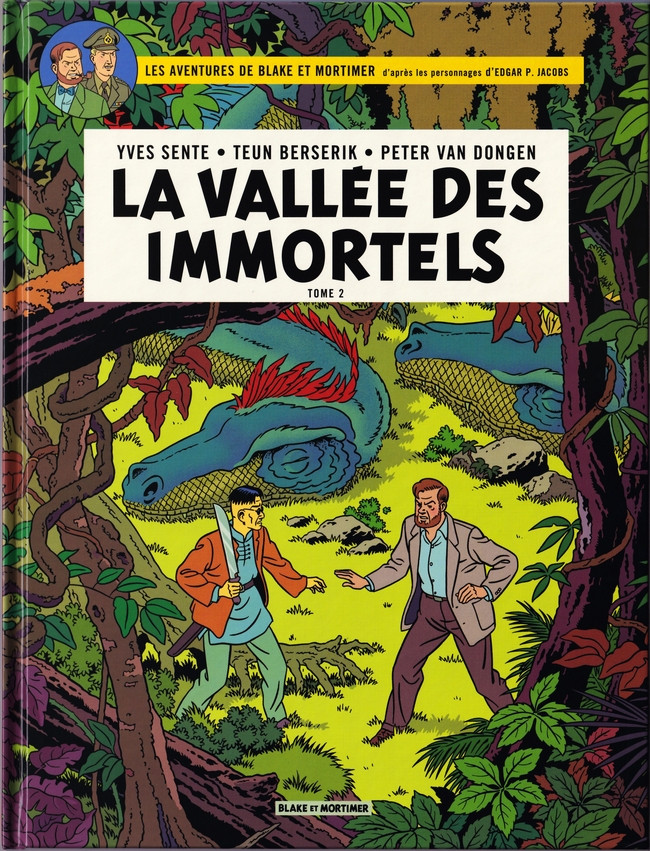 LES AVENTURES DE BLAKE ET MORTIMER d'après les personnages d'EDGAR P. JACOBS
YVES SENTE • TEUN BERSERIK • PETER VAN DONGEN
LA VALLÉE DES
IMMORTELS
TOME 2
BLAKE ET MORTIMER